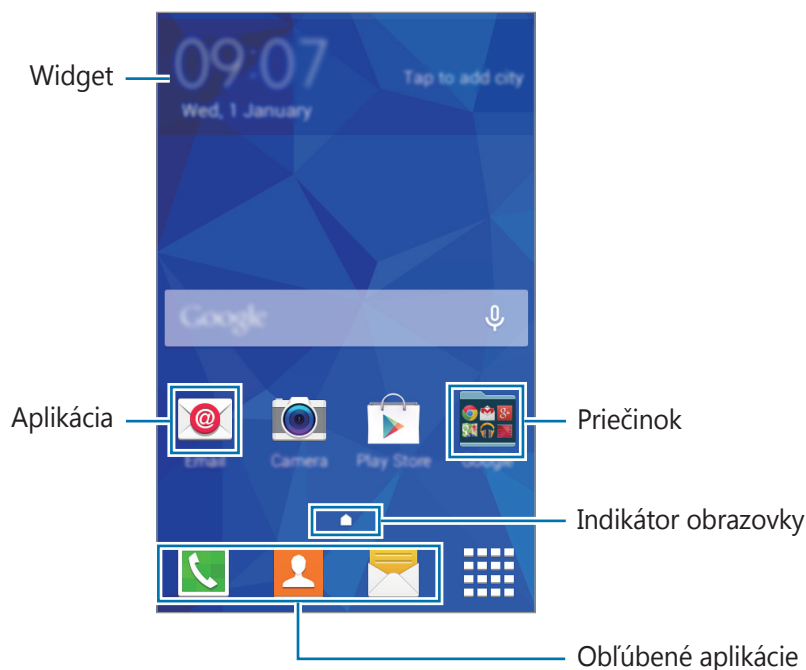 Widget
09:07
Tap to add city
Wed, 1 January
Google
Aplikácia
Priečinok
Email
Camera
Play Store
Google
Indikátor obrazovky
Obľúbené aplikácie